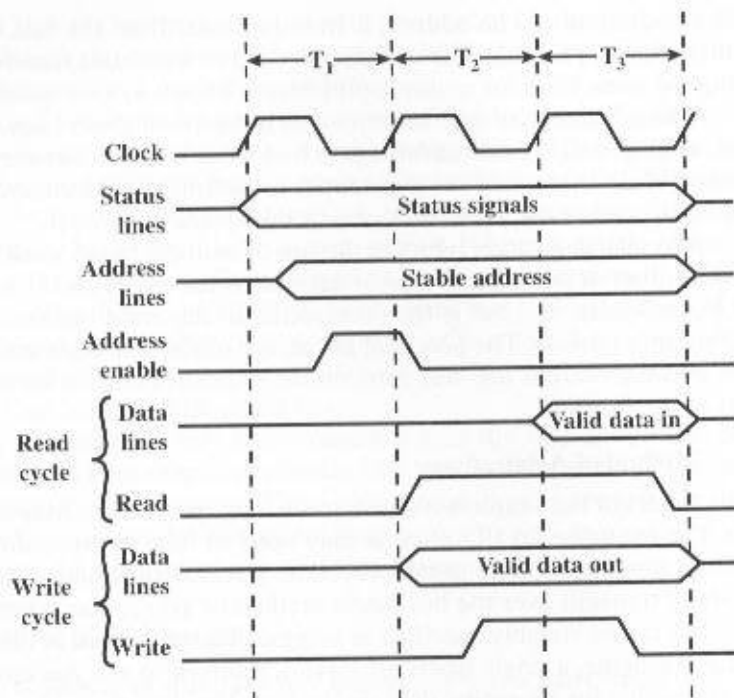 T1 T2 T3
Clock
Status
lines
Status signals
Address
lines
Stable address
Address
enable
Read
cycle
Data
lines
Valid data in
Read
Write
cycle
Data
lines
Valid data out
Write